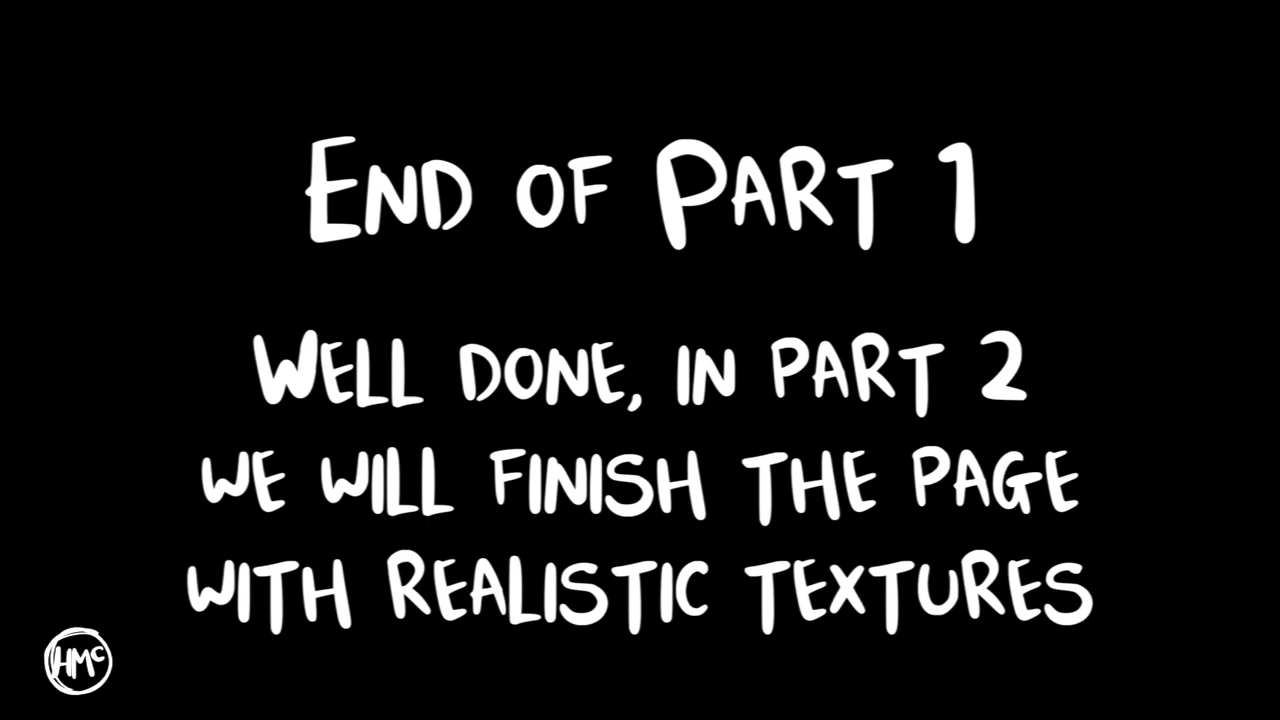 End of Part 1
Well done, in part 2
we will finish the page
with realistic textures
HMC